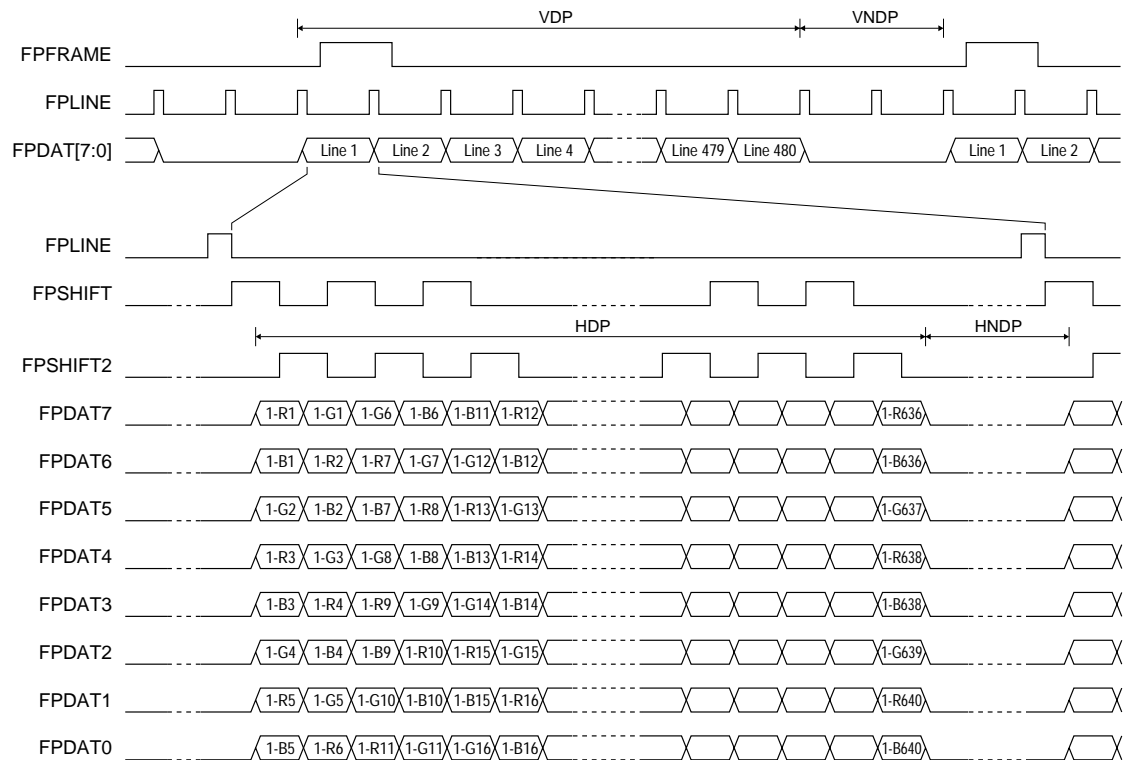 VDP VNDP
FPFRAME
FPLINE
FPDAT[7:0] Line 1 Line 2 Line 3 Line 4 Line 479 Line 480 Line 1 Line 2
FPLINE
FPSHIFT
HDP HNDP
FPSHIFT2
FPDAT7 1-R1 1-G1 1-G6 1-B6 1-B11 1-R12 1-R636
FPDAT6 1-B1 1-R2 1-R7 1-G7 1-G12 1-B12 1-B636
FPDAT5 1-G2 1-B2 1-B7 1-R8 1-R13 1-G13 1-G637
FPDAT4 1-R3 1-G3 1-G8 1-B8 1-B13 1-R14 1-R638
FPDAT3 1-B3 1-R4 1-R9 1-G9 1-G14 1-B14 1-B638
FPDAT2 1-G4 1-B4 1-B9 1-R10 1-R15 1-G15 1-G639
FPDAT1 1-R5 1-G5 1-G10 1-B10 1-B15 1-R16 1-R640
FPDAT0 1-B5 1-R6 1-R11 1-G11 1-G16 1-B16 1-B640